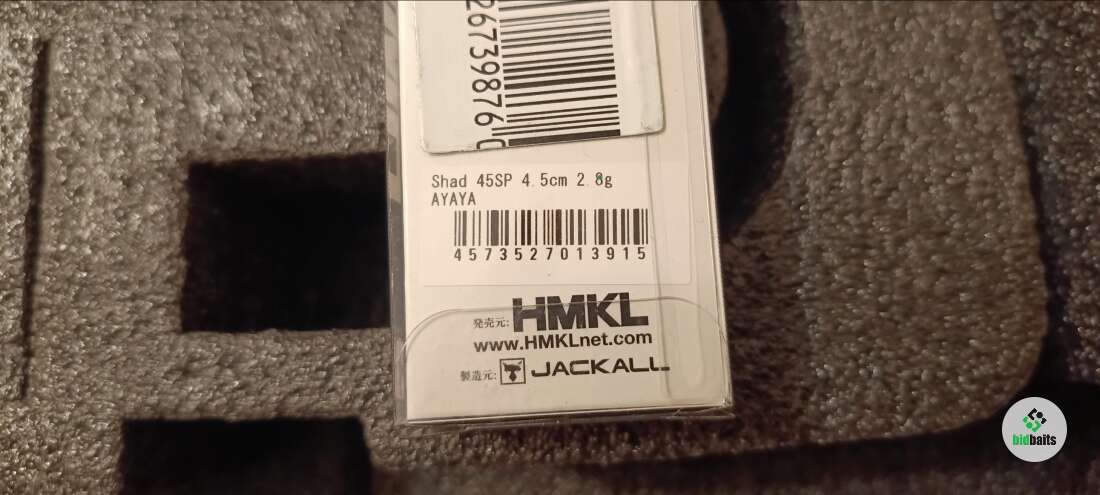 Shad 45SP 4.5cm 2.8g
AYAYA
4573527013915
発売元: HMKL
www.HMKLnet.com
製造元: JACKALL
bidbaits